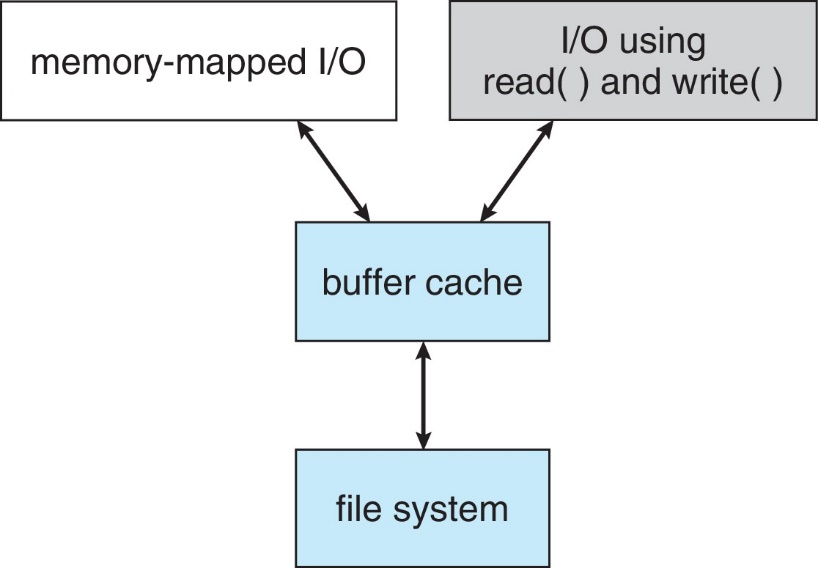 memory-mapped I/O
I/O using
read( ) and write( )
buffer cache
file system